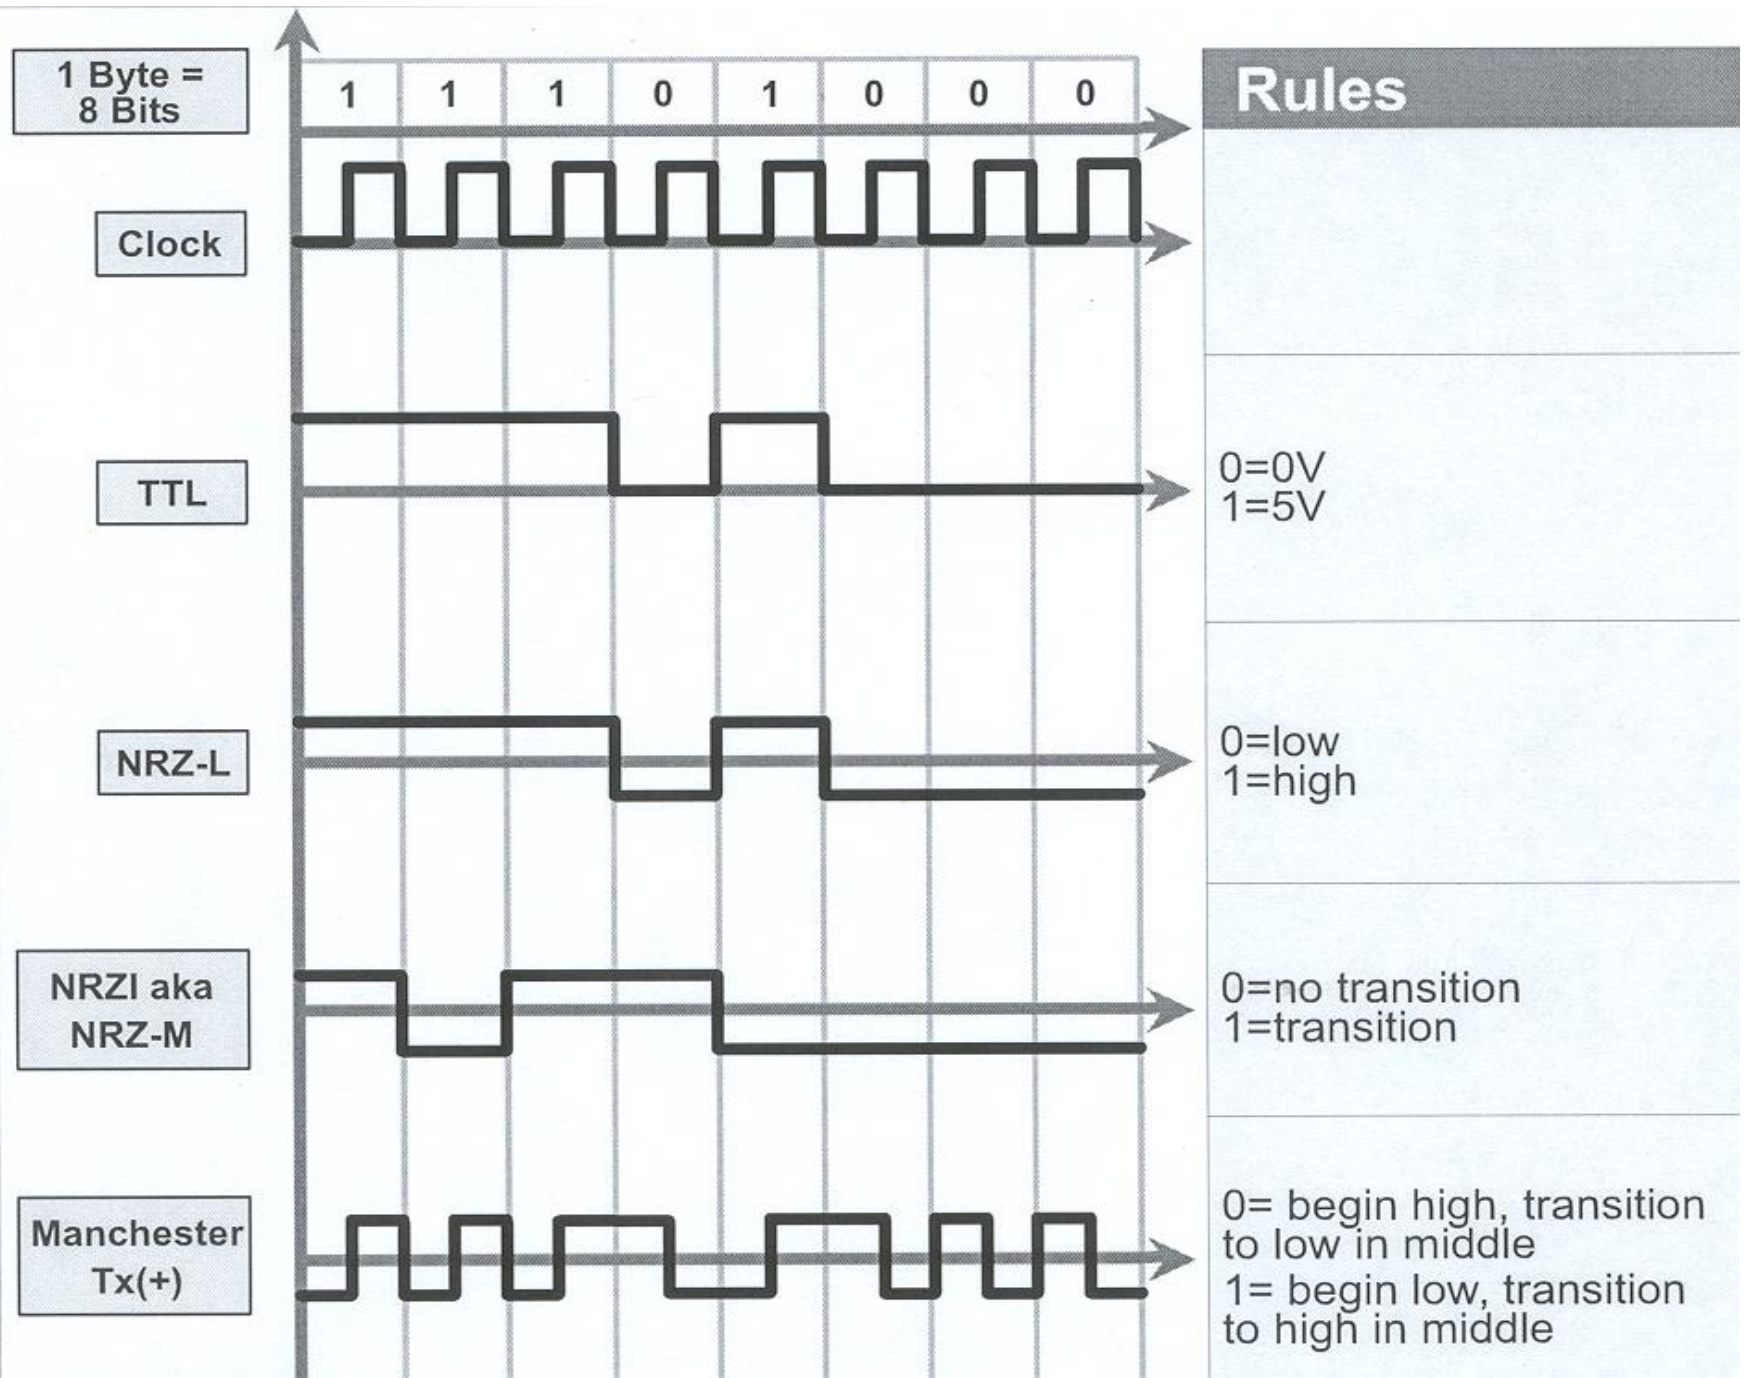 1 Byte =
8 Bits
1 1 1 0 1 0 0 0
Rules
Clock
TTL
0=0V
1=5V
NRZ-L
0=low
1=high
NRZI aka
NRZ-M
0=no transition
1=transition
Manchester
Tx(+)
0= begin high, transition
to low in middle
1= begin low, transition
to high in middle